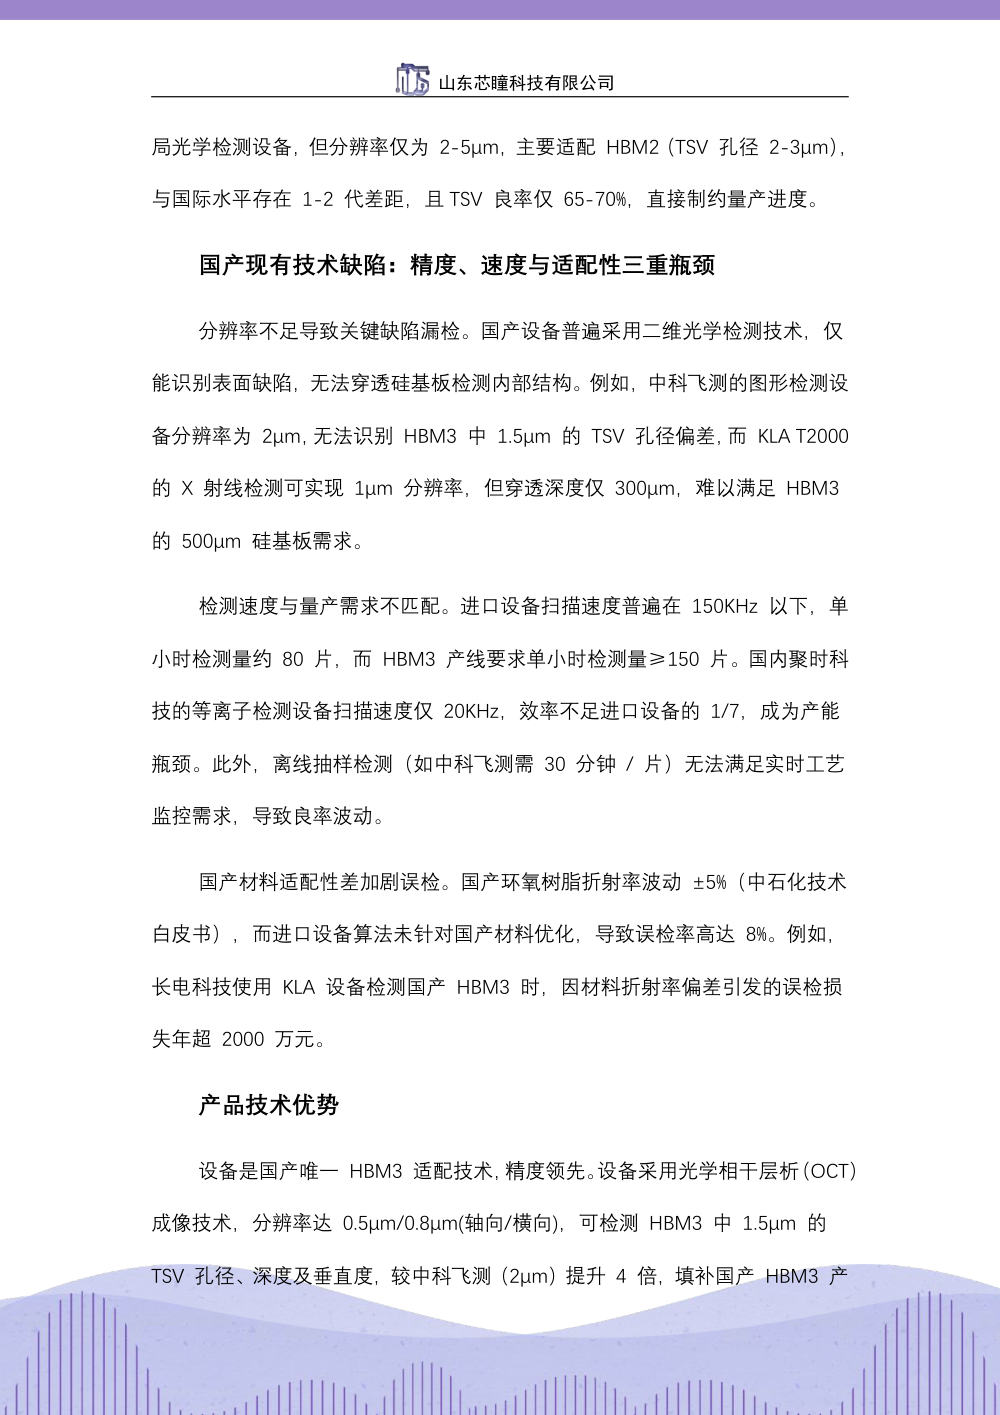 山东芯瞳科技有限公司
局光学检测设备，但分辨率仅为 2-5μm，主要适配 HBM2（TSV 孔径 2-3μm），
与国际水平存在 1-2 代差距，且 TSV 良率仅 65-70%，直接制约量产进度。
国产现有技术缺陷：精度、速度与适配性三重瓶颈
分辨率不足导致关键缺陷漏检。国产设备普遍采用二维光学检测技术，仅
能识别表面缺陷，无法穿透硅基板检测内部结构。例如，中科飞测的图形检测设
备分辨率为 2μm，无法识别 HBM3 中 1.5μm 的 TSV 孔径偏差，而 KLA T2000
的 X 射线检测可实现 1μm 分辨率，但穿透深度仅 300μm，难以满足 HBM3
的 500μm 硅基板需求。
检测速度与量产需求不匹配。进口设备扫描速度普遍在 150KHz 以下，单
小时检测量约 80 片，而 HBM3 产线要求单小时检测量≥150 片。国内聚时科
技的等离子检测设备扫描速度仅 20KHz，效率不足进口设备的 1/7，成为产能
瓶颈。此外，离线抽样检测（如中科飞测需 30 分钟 / 片）无法满足实时工艺
监控需求，导致良率波动。
国产材料适配性差加剧误检。国产环氧树脂折射率波动 ±5%（中石化技术
白皮书），而进口设备算法未针对国产材料优化，导致误检率高达 8%。例如，
长电科技使用 KLA 设备检测国产 HBM3 时，因材料折射率偏差引发的误检损
失年超 2000 万元。
产品技术优势
设备是国产唯一 HBM3 适配技术，精度领先。设备采用光学相干层析（OCT）
成像技术，分辨率达 0.5μm/0.8μm(轴向/横向)，可检测 HBM3 中 1.5μm 的
TSV 孔径、深度及垂直度，较中科飞测（2μm）提升 4 倍，填补国产 HBM3 产